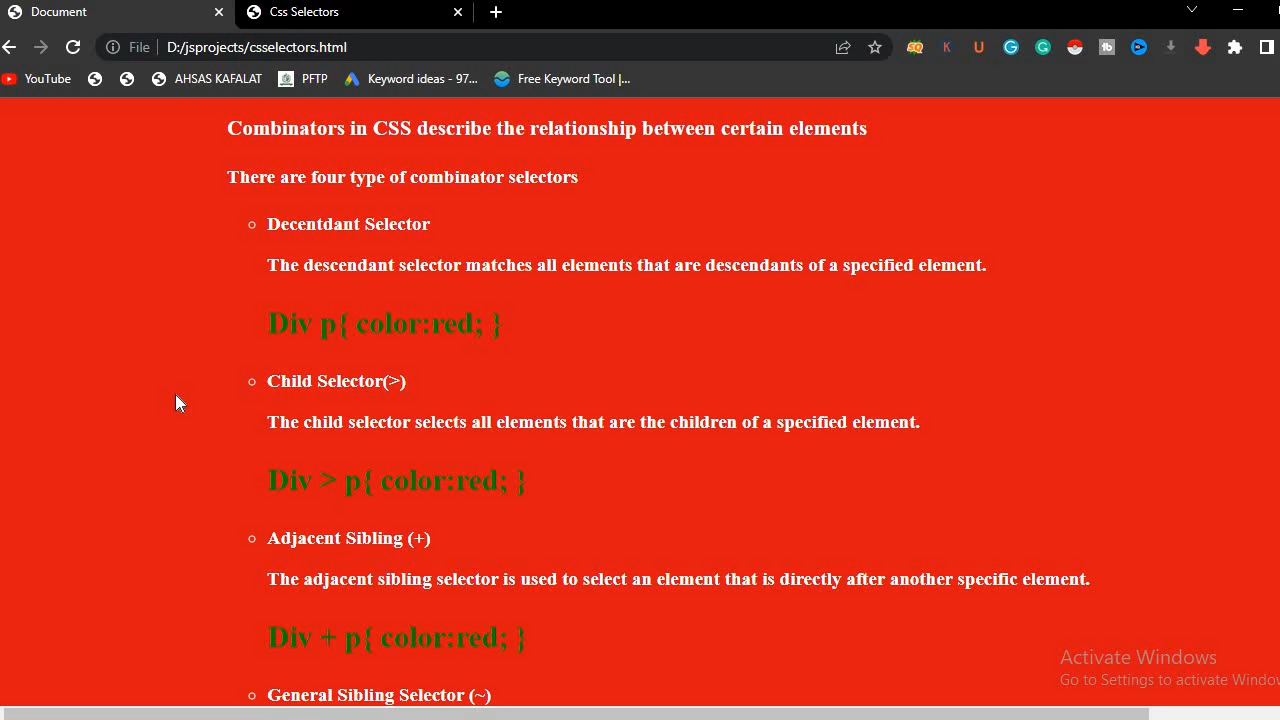 Document
Css Selectors
File
D:/jsprojects/csselectors.html
YouTube
AHSAS KAFALAT
PFTP
Keyword ideas - 97...
Free Keyword Tool |...
Combinators in CSS describe the relationship between certain elements
There are four type of combinator selectors
Decentdant Selector
The descendant selector matches all elements that are descendants of a specified element.
Div p{ color:red; }
Child Selector(>)
The child selector selects all elements that are the children of a specified element.
Div > p{ color:red; }
Adjacent Sibling (+)
The adjacent sibling selector is used to select an element that is directly after another specific element.
Div + p{ color:red; }
General Sibling Selector (~)
Activate Windows
Go to Settings to activate Windo